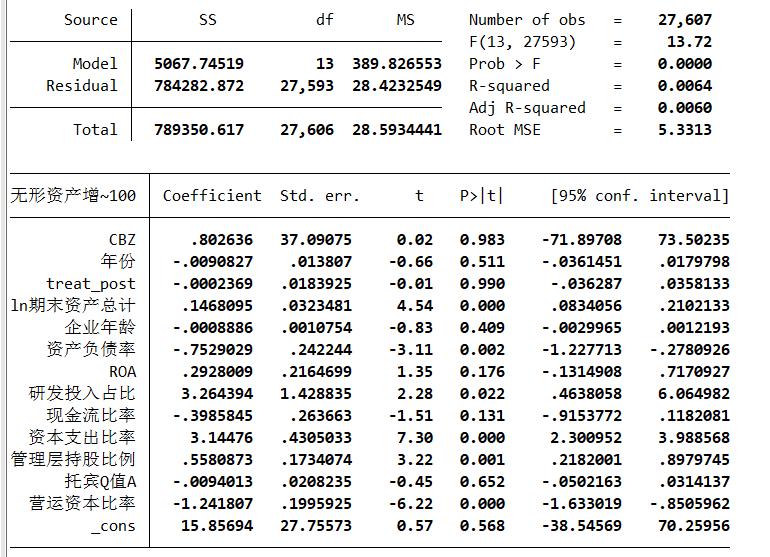 Source SS df MS Number of obs = 27,607
F(13, 27593) = 13.72
Model 5067.74519 13 389.826553 Prob > F = 0.0000
Residual 784282.872 27,593 28.4232549 R-squared = 0.0064
Adj R-squared = 0.0060
Total 789350.617 27,606 28.5934441 Root MSE = 5.3313
无形资产增~100 Coefficient Std. err. t P>|t| [95% conf. interval]
CBZ .802636 37.09075 0.02 0.983 -71.89708 73.50235
年份 -.0090827 .013807 -0.66 0.511 -.0361451 .0179798
treat_post -.0002369 .0183925 -0.01 0.990 -.036287 .0358133
ln期末资产总计 .1468095 .0323481 4.54 0.000 .0834056 .2102133
企业年龄 -.0008886 .0010754 -0.83 0.409 -.0029965 .0012193
资产负债率 -.7529029 .242244 -3.11 0.002 -1.227713 -.2780926
ROA .2928009 .2164699 1.35 0.176 -.1314908 .7170927
研发投入占比 3.264394 1.428835 2.28 0.022 .4638058 6.064982
现金流比率 -.3985845 .263663 -1.51 0.131 -.9153772 .1182081
资本支出比率 3.14476 .4305033 7.30 0.000 2.300952 3.988568
管理层持股比例 .5580873 .1734074 3.22 0.001 .2182001 .8979745
托宾Q值A -.0094013 .0208235 -0.45 0.652 -.0502163 .0314137
营运资本比率 -1.241807 .1995925 -6.22 0.000 -1.633019 -.8505962
_cons 15.85694 27.75573 0.57 0.568 -38.54569 70.25956